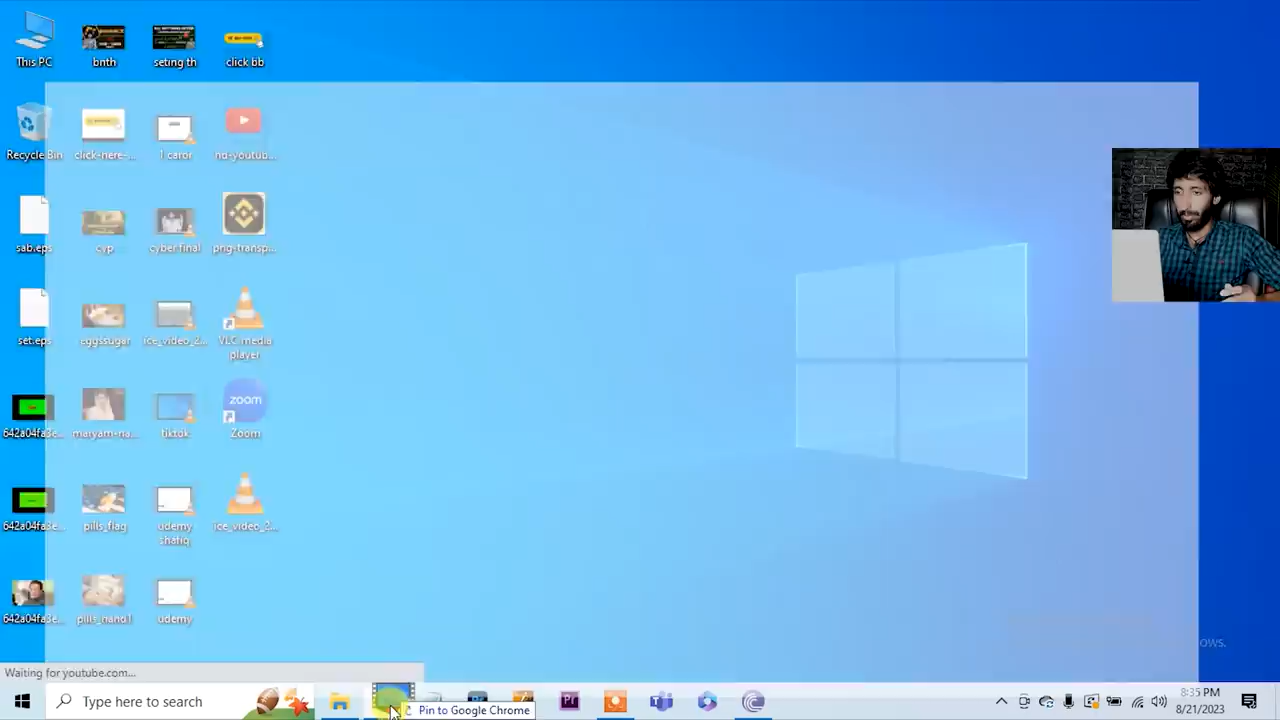 This PC
bnth
seting th
click bb
Recycle Bin
click-here-...
1 caror
nd-youtub...
sab.eps
cyp
cyber final
png-transp...
set.eps
eggssugar
ice_video_2...
VLC media
player
642a04fa3e...
maryam-na...
tiktok
zoom
Zoom
642a04fa3e...
pills_flag
udemy
shafiq
ice_video_2...
642a04fa3e...
pills_hand1
udemy
ows.
Waiting for youtube.com...
Type here to search
Pin to Google Chrome
8:35 PM
8/21/2023